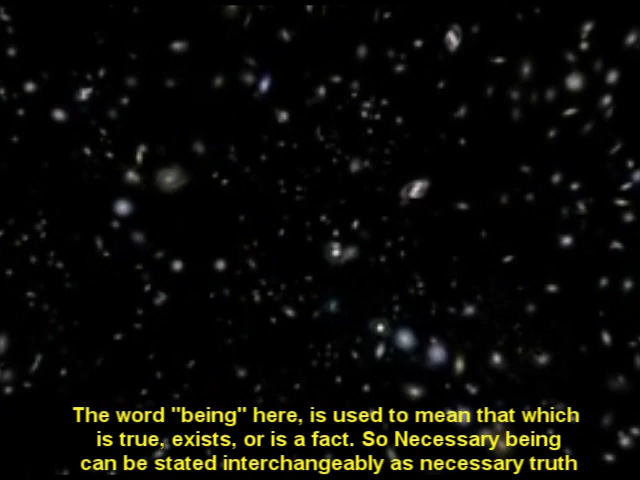 The word "being" here, is used to mean that which
is true, exists, or is a fact. So Necessary being
can be stated interchangeably as necessary truth